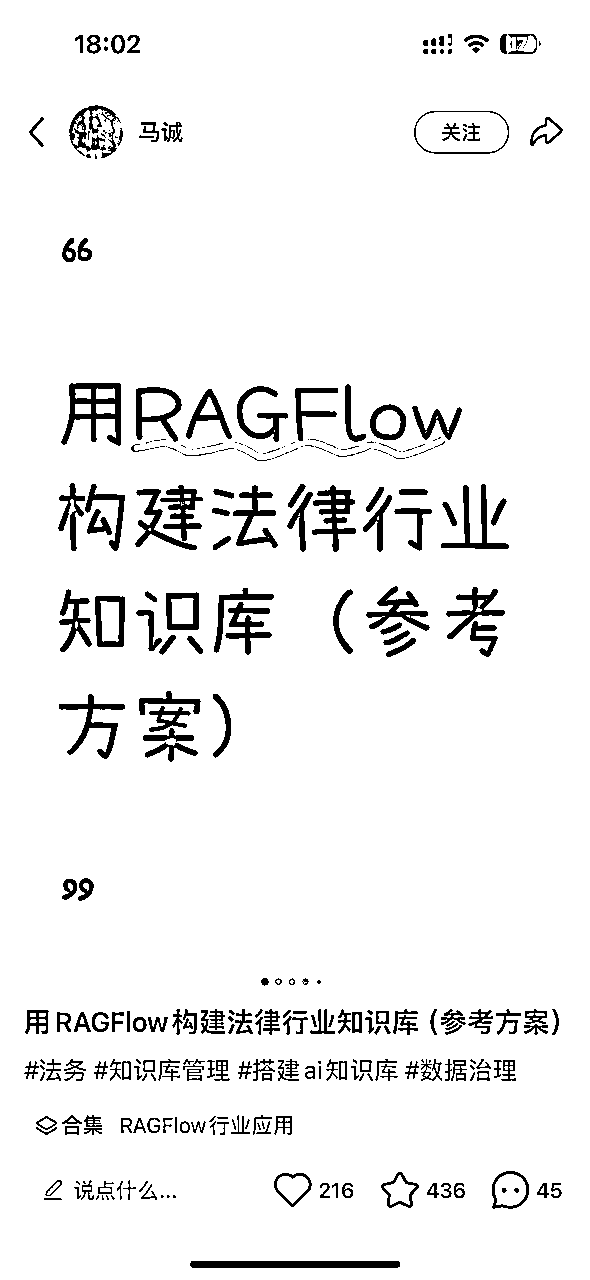 18:02
17
马诚
关注
“
用RAGFlow
构建法律行业
知识库（参考
方案）
”
用RAGFlow构建法律行业知识库（参考方案）
#法务 #知识库管理 #搭建ai知识库 #数据治理
合集 RAGFlow行业应用
说点什么... 216 436 45